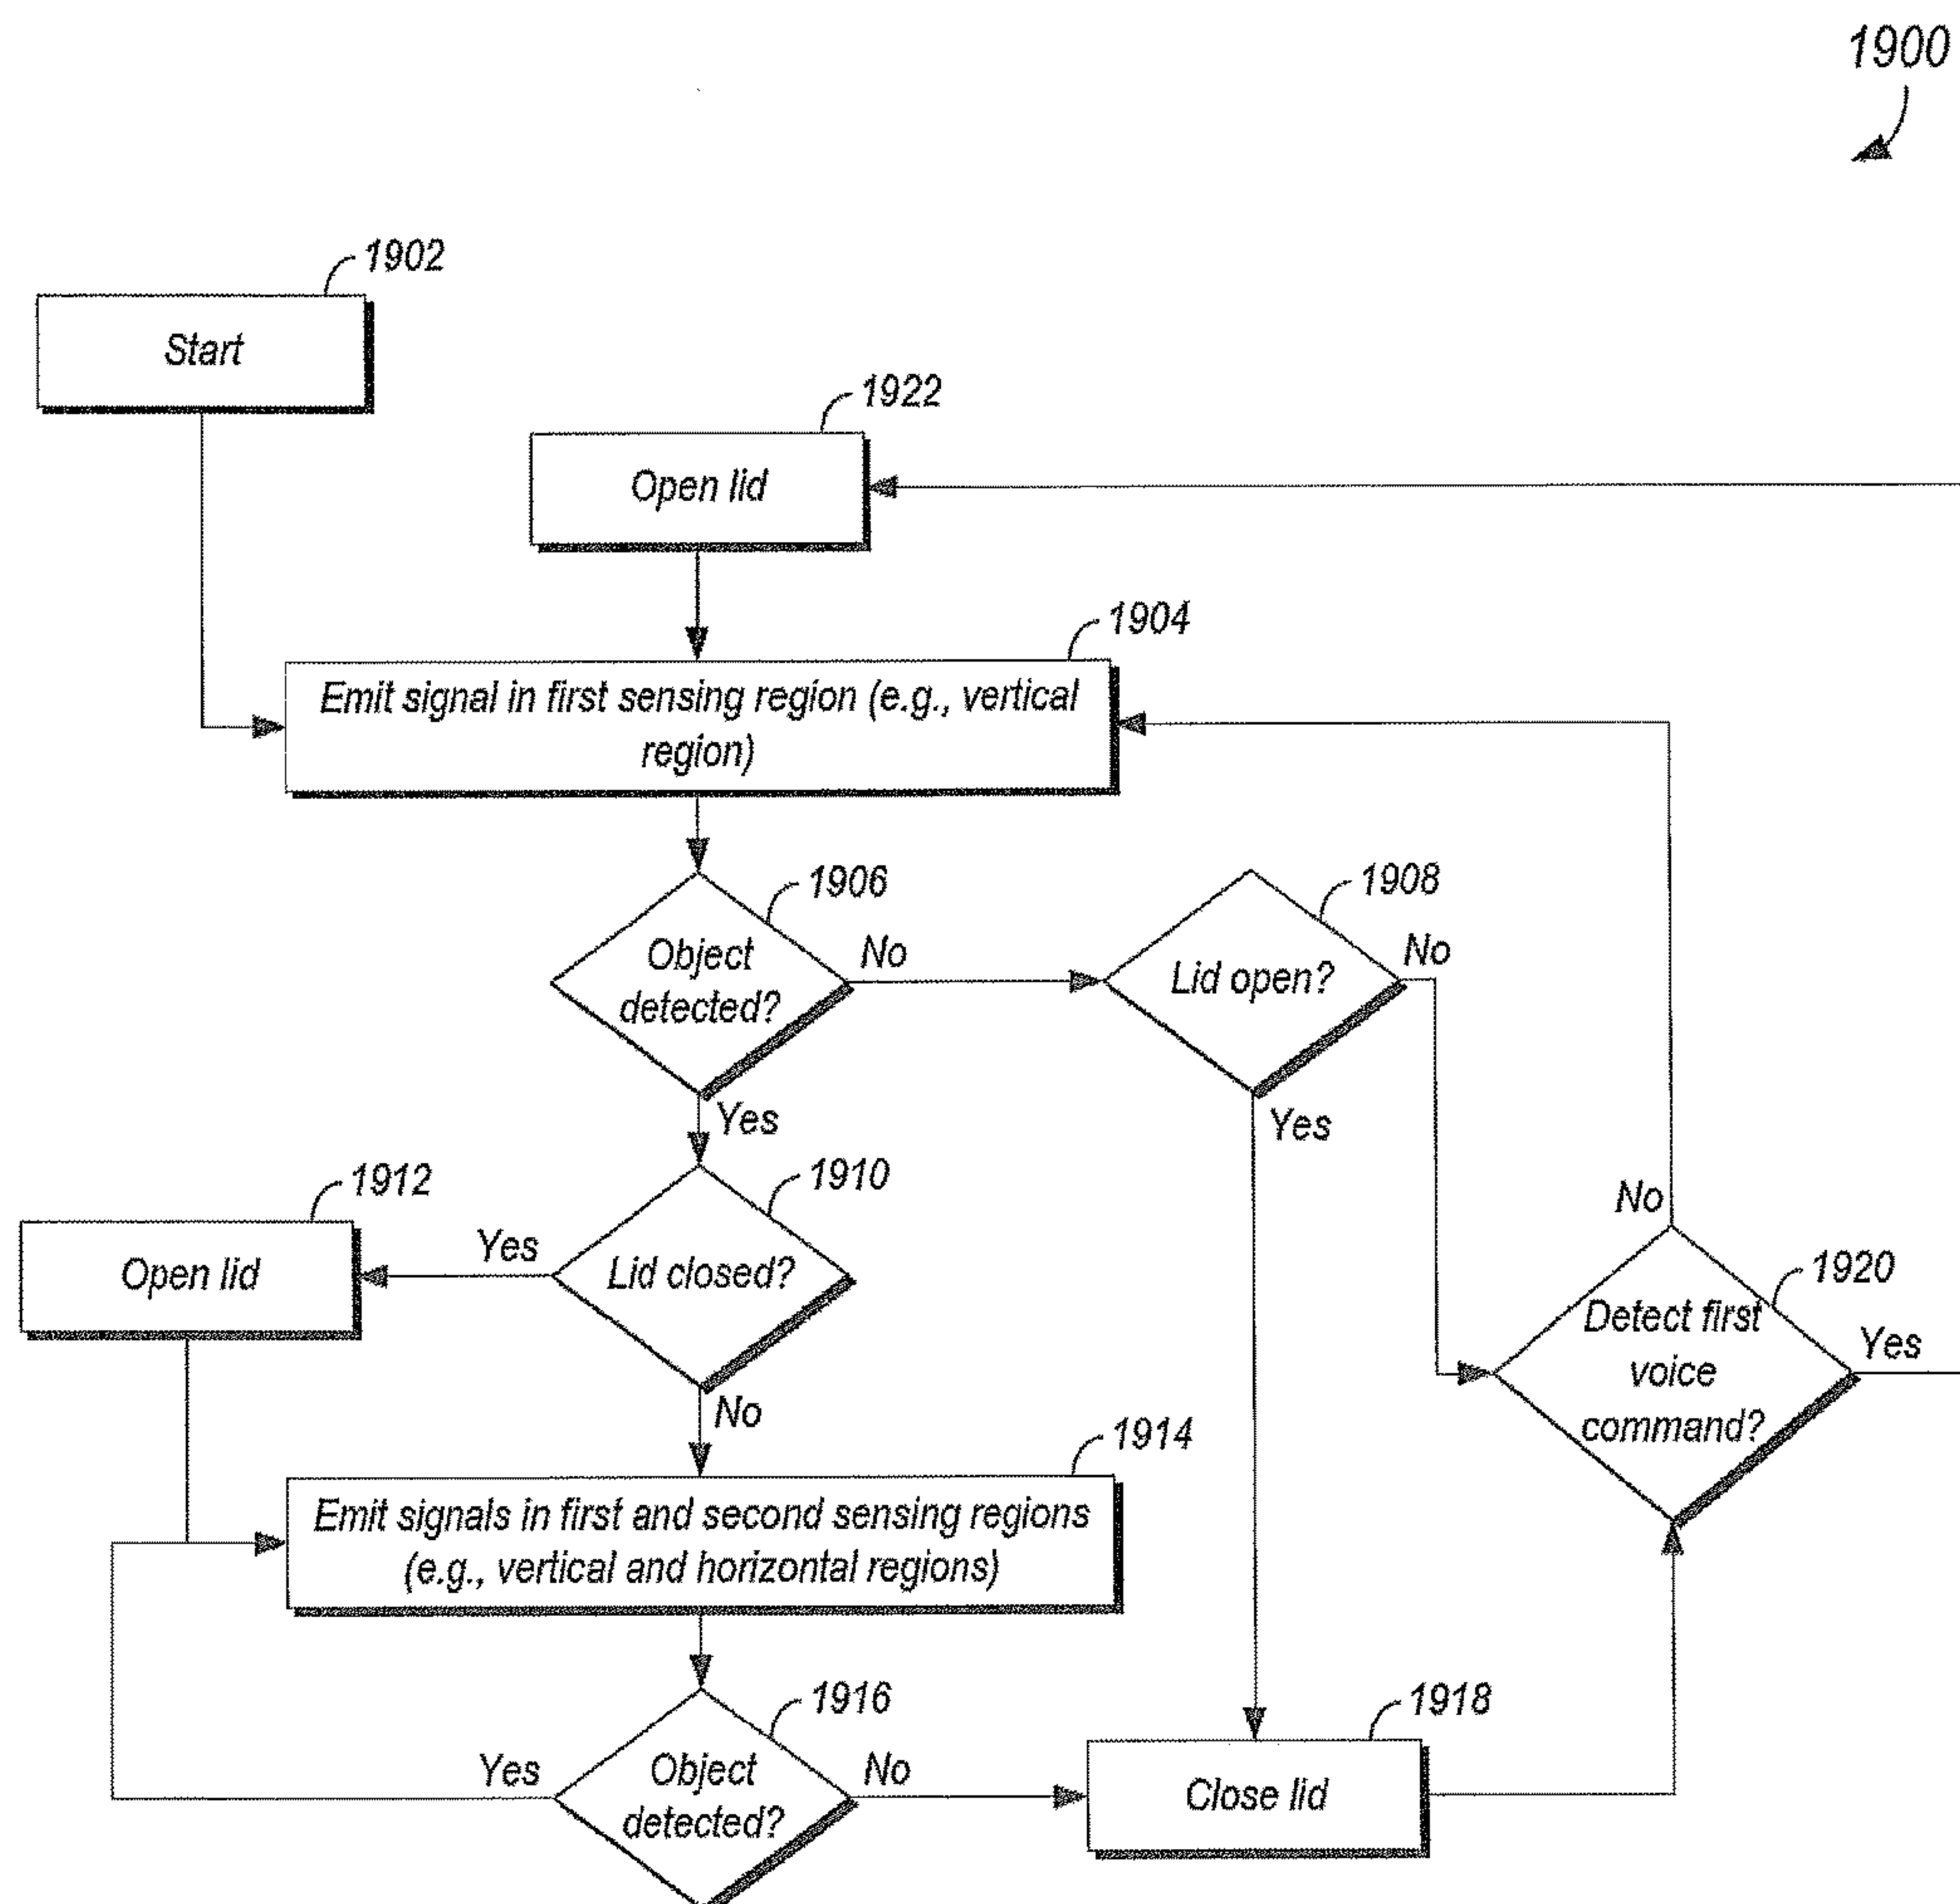 1900
1902
Start
1922
Open lid
1904
Emit signal in first sensing region (e.g., vertical
region)
1906
Object
detected?
No
Yes
1908
Lid open?
No
Yes
1910
Lid closed?
Yes
No
1912
Open lid
1914
Emit signals in first and second sensing regions
(e.g., vertical and horizontal regions)
1916
Object
detected?
Yes
No
1918
Close lid
1920
Detect first
voice
command?
No
Yes